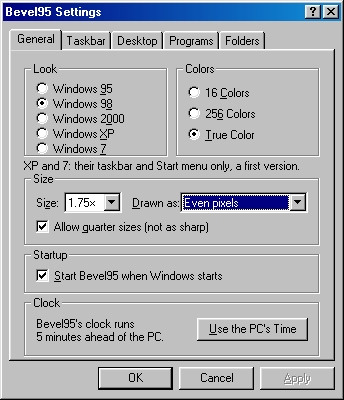 Bevel95 Settings
General Taskbar Desktop Programs Folders
Look
Windows 95
Windows 98
Windows 2000
Windows XP
Windows 7
Colors
16 Colors
256 Colors
True Color
XP and 7: their taskbar and Start menu only, a first version.
Size
Size: 1.75× Drawn as: Even pixels
Allow quarter sizes (not as sharp)
Startup
Start Bevel95 when Windows starts
Clock
Bevel95's clock runs
5 minutes ahead of the PC.
Use the PC's Time
OK Cancel Apply